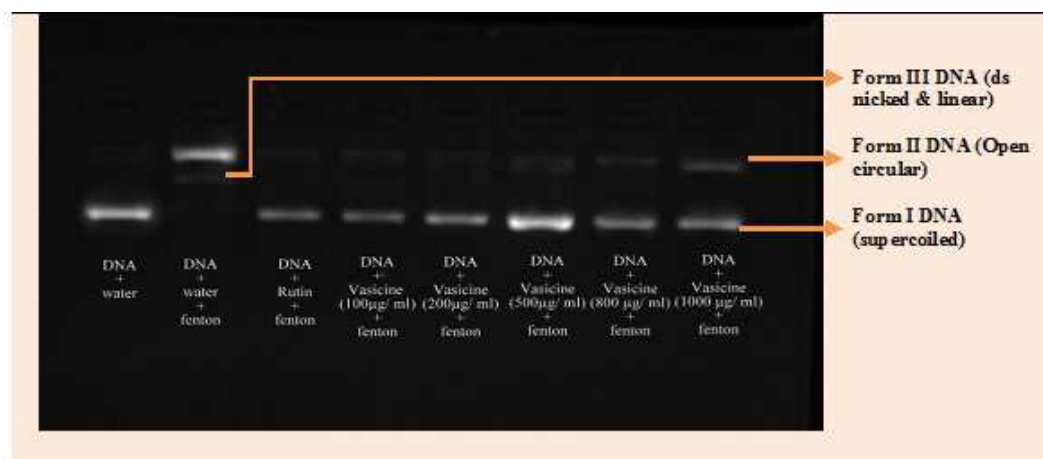 Form III DNA (ds
nicked & linear)
Form II DNA (Open
circular)
Form I DNA
(supercoiled)
DNA
+
water
DNA
+
water
+
fenton
DNA
+
Rutin
+
fenton
DNA
+
Vasicine
(100µg/ ml)
+
fenton
DNA
+
Vasicine
(200µg/ ml)
+
fenton
DNA
+
Vasicine
(500µg/ ml)
+
fenton
DNA
+
Vasicine
(800 µg/ ml)
+
fenton
DNA
+
Vasicine
(1000 µg/ ml)
+
fenton